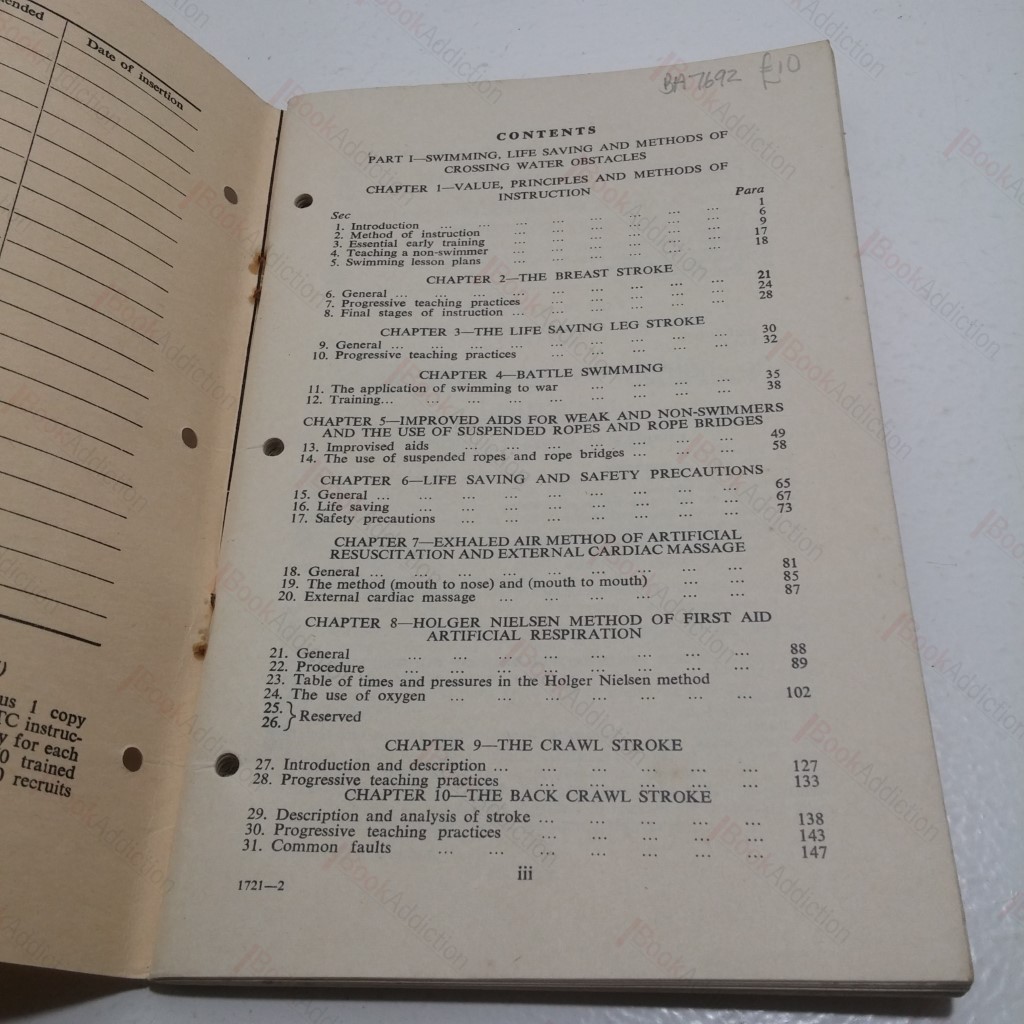 ended
Date of insertion
us 1 copy
TC instruc-
y for each
0 trained
0 recruits
BA7692 £10
CONTENTS
PART I—SWIMMING, LIFE SAVING AND METHODS OF
CROSSING WATER OBSTACLES
CHAPTER 1—VALUE, PRINCIPLES AND METHODS OF
INSTRUCTION
Para
Sec
1. Introduction ... ... ... ... ... ... ... 1
2. Method of instruction ... ... ... ... ... 6
3. Essential early training ... ... ... ... ... 9
4. Teaching a non-swimmer ... ... ... ... ... 17
5. Swimming lesson plans ... ... ... ... 18
CHAPTER 2—THE BREAST STROKE
6. General ... ... ... ... ... ... ... 21
7. Progressive teaching practices ... ... ... ... 24
8. Final stages of instruction ... ... ... ... 28
CHAPTER 3—THE LIFE SAVING LEG STROKE
9. General ... ... ... ... ... ... ... 30
10. Progressive teaching practices ... ... ... 32
CHAPTER 4—BATTLE SWIMMING
11. The application of swimming to war ... ... ... ... 35
12. Training... ... ... ... ... ... ... 38
CHAPTER 5—IMPROVED AIDS FOR WEAK AND NON-SWIMMERS
AND THE USE OF SUSPENDED ROPES AND ROPE BRIDGES
13. Improvised aids ... ... ... ... ... ... 49
14. The use of suspended ropes and rope bridges ... ... ... 58
CHAPTER 6—LIFE SAVING AND SAFETY PRECAUTIONS
15. General ... ... ... ... ... ... ... 65
16. Life saving ... ... ... ... ... ... 67
17. Safety precautions ... ... ... ... ... 73
CHAPTER 7—EXHALED AIR METHOD OF ARTIFICIAL
RESUSCITATION AND EXTERNAL CARDIAC MASSAGE
18. General ... ... ... ... ... ... ... ... 81
19. The method (mouth to nose) and (mouth to mouth) ... ... 85
20. External cardiac massage ... ... ... ... ... 87
CHAPTER 8—HOLGER NIELSEN METHOD OF FIRST AID
ARTIFICIAL RESPIRATION
21. General ... ... ... ... ... ... ... 88
22. Procedure ... ... ... ... ... ... ... 89
23. Table of times and pressures in the Holger Nielsen method
24. The use of oxygen ... ... ... ... ... ... 102
25.
26. } Reserved
CHAPTER 9—THE CRAWL STROKE
27. Introduction and description ... ... ... ... ... ... 127
28. Progressive teaching practices ... ... ... ... ... 133
CHAPTER 10—THE BACK CRAWL STROKE
29. Description and analysis of stroke ... ... ... ... ... 138
30. Progressive teaching practices ... ... ... ... ... 143
31. Common faults ... ... ... ... ... ... ... 147
iii
1721—2
BookAddiction